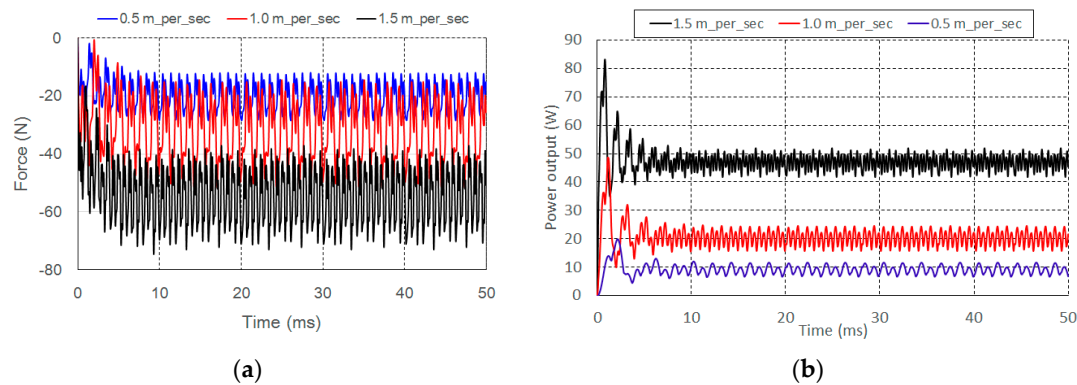 0.5 m_per_sec 1.0 m_per_sec 1.5 m_per_sec
0
-20
-40
-60
-80
Force (N)
0 10 20 30 40 50
Time (ms)
(a)
1.5 m_per_sec 1.0 m_per_sec 0.5 m_per_sec
90
80
70
60
50
40
30
20
10
0
Power output (W)
0 10 20 30 40 50
Time (ms)
(b)